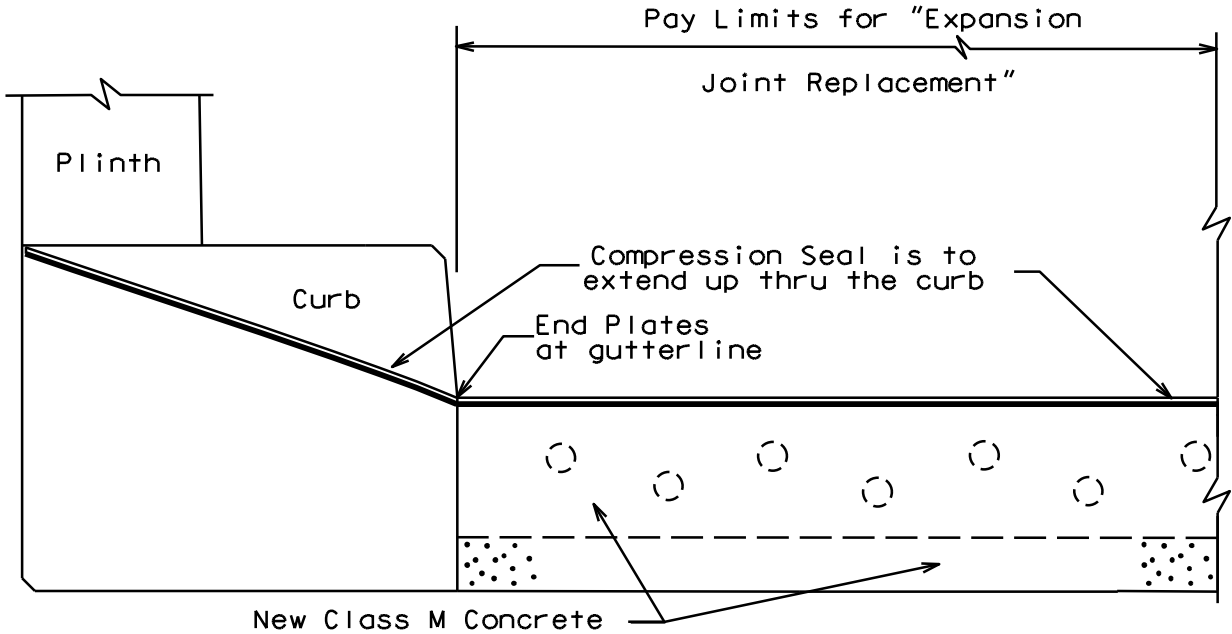 Pay Limits for "Expansion
Joint Replacement"
Plinth
Compression Seal is to
extend up thru the curb
Curb
End Plates
at gutterline
New Class M Concrete